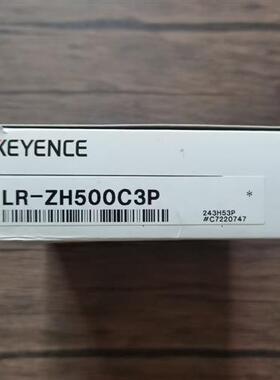 KEYENCE
LR-ZH500C3P
*
243H53P
#C7220747